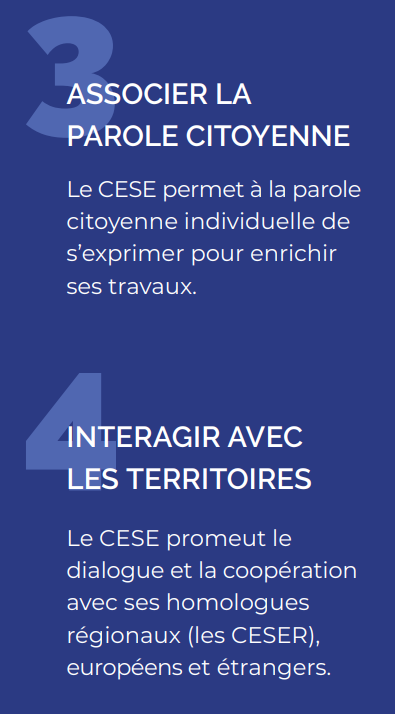 3
ASSOCIER LA
PAROLE CITOYENNE
Le CESE permet à la parole
citoyenne individuelle de
s’exprimer pour enrichir
ses travaux.
4
INTERAGIR AVEC
LES TERRITOIRES
Le CESE promeut le
dialogue et la coopération
avec ses homologues
régionaux (les CESER),
européens et étrangers.